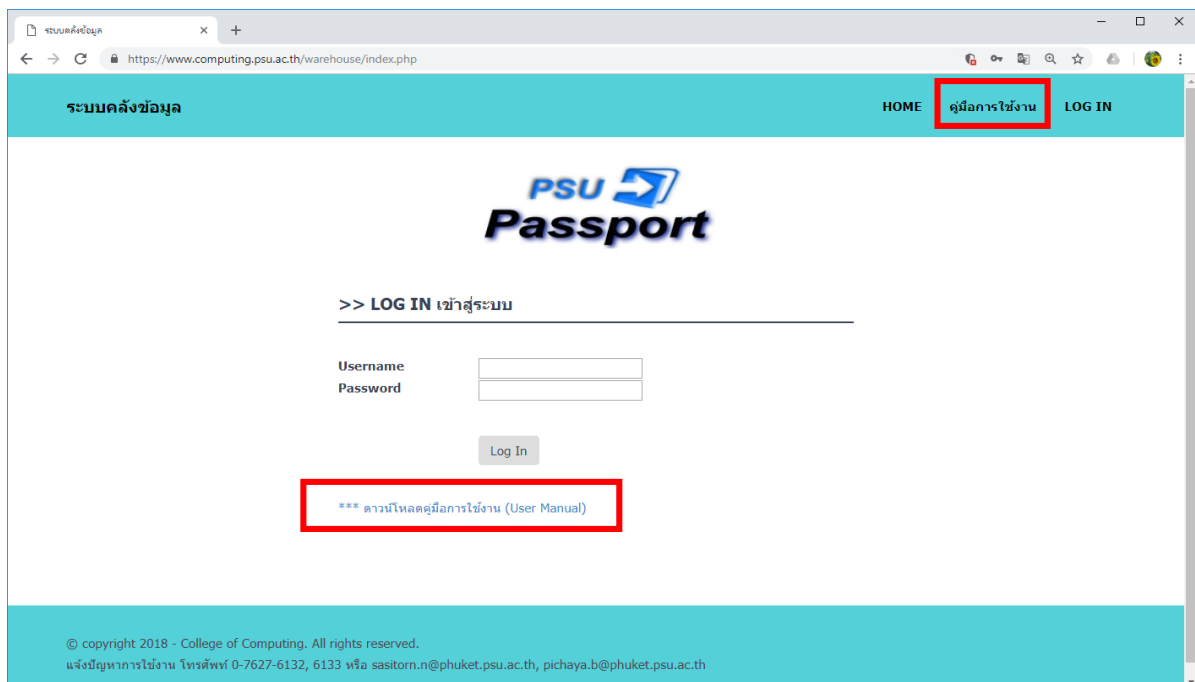 ระบบคลังข้อมูล
https://www.computing.psu.ac.th/warehouse/index.php
ระบบคลังข้อมูล HOME คู่มือการใช้งาน LOG IN
PSU
Passport
>> LOG IN เข้าสู่ระบบ
Username
Password
Log In
*** ดาวน์โหลดคู่มือการใช้งาน (User Manual)
© copyright 2018 - College of Computing. All rights reserved.
แจ้งปัญหาการใช้งาน โทรศัพท์ 0-7627-6132, 6133 หรือ sasitorn.n@phuket.psu.ac.th, pichaya.b@phuket.psu.ac.th